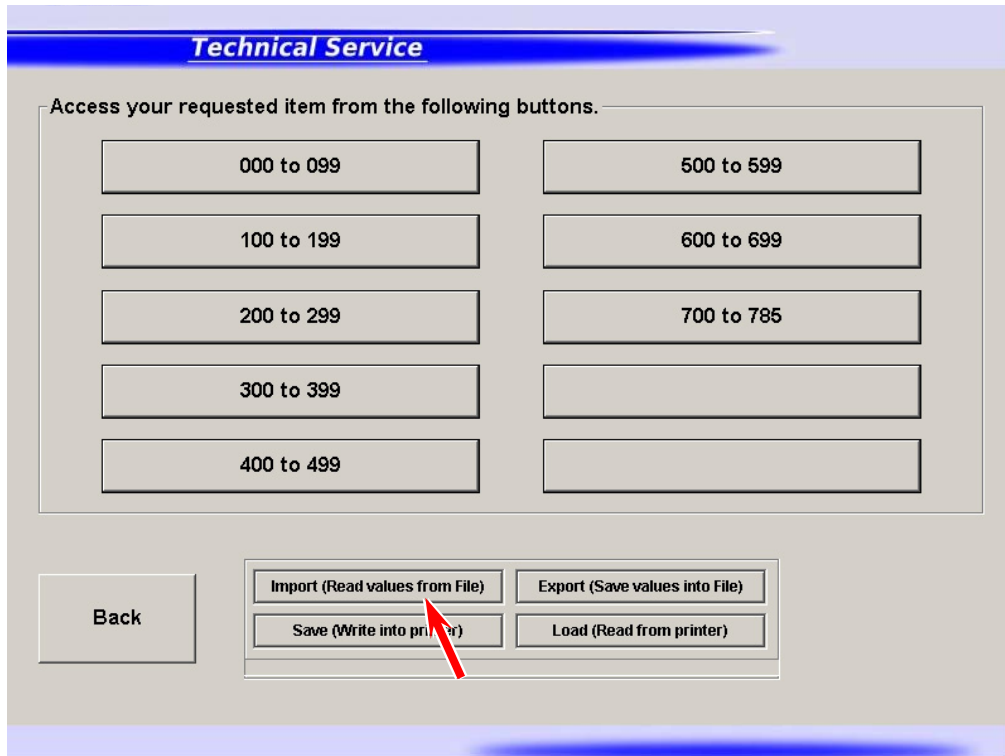 Technical Service
Access your requested item from the following buttons.
000 to 099
500 to 599
100 to 199
600 to 699
200 to 299
700 to 785
300 to 399
400 to 499
Import (Read values from File)
Export (Save values into File)
Back
Save (Write into printer)
Load (Read from printer)